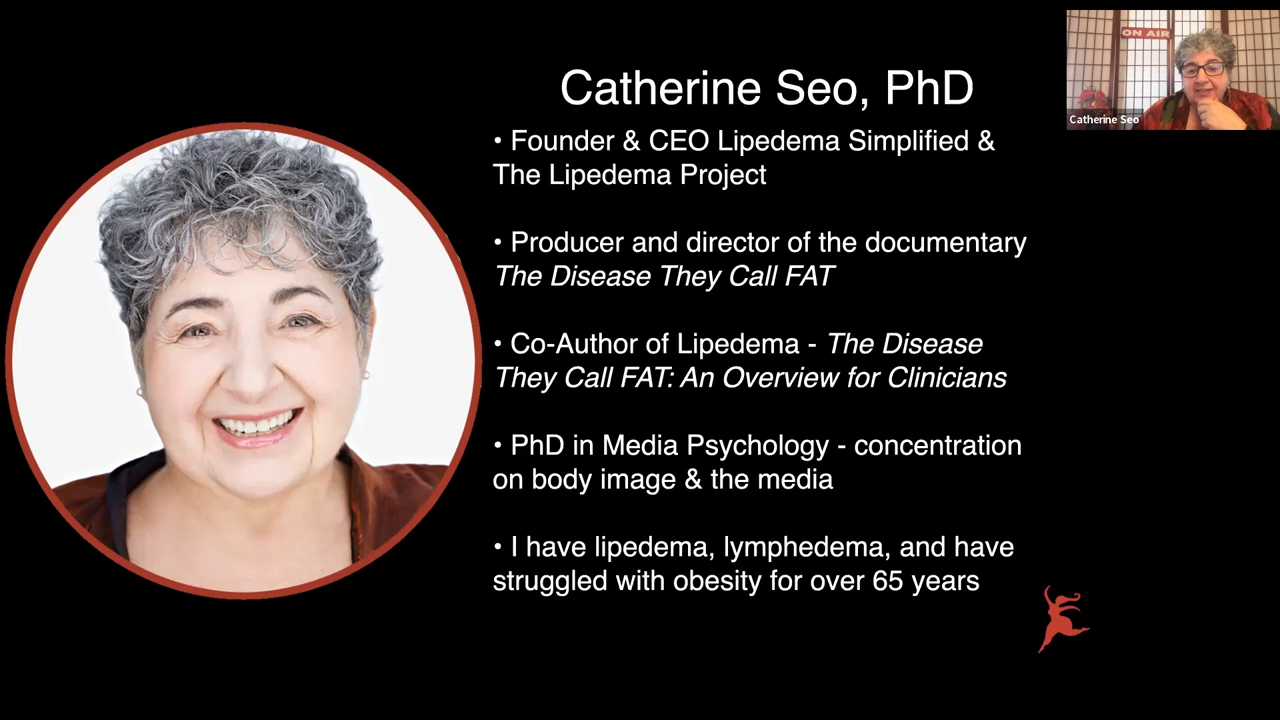 Catherine Seo, PhD
• Founder & CEO Lipedema Simplified &
The Lipedema Project
• Producer and director of the documentary
The Disease They Call FAT
• Co-Author of Lipedema - The Disease
They Call FAT: An Overview for Clinicians
• PhD in Media Psychology - concentration
on body image & the media
• I have lipedema, lymphedema, and have
struggled with obesity for over 65 years
ON AIR
Catherine Seo